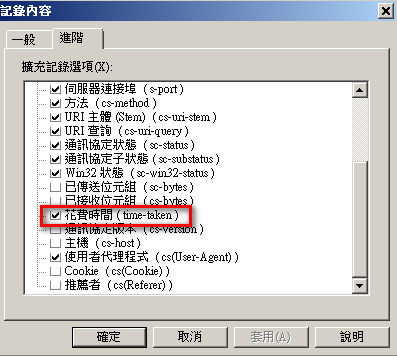 記錄內容
一般
進階
擴充記錄選項(X):
伺服器連接埠 ( s-port )
方法 ( cs-method )
URI 主體 (Stem) ( cs-uri-stem )
URI 查詢 ( cs-uri-query )
通訊協定狀態 ( sc-status )
通訊協定子狀態 ( sc-substatus )
Win32 狀態 ( sc-win32-status )
已傳送位元組 ( sc-bytes )
已接收位元組 ( cs-bytes )
花費時間 ( time-taken )
通訊協定版本 ( cs-version )
主機 ( cs-host )
使用者代理程式 ( cs(User-Agent) )
Cookie ( cs(Cookie) )
推薦者 ( cs(Referer) )
確定
取消
套用(A)
說明